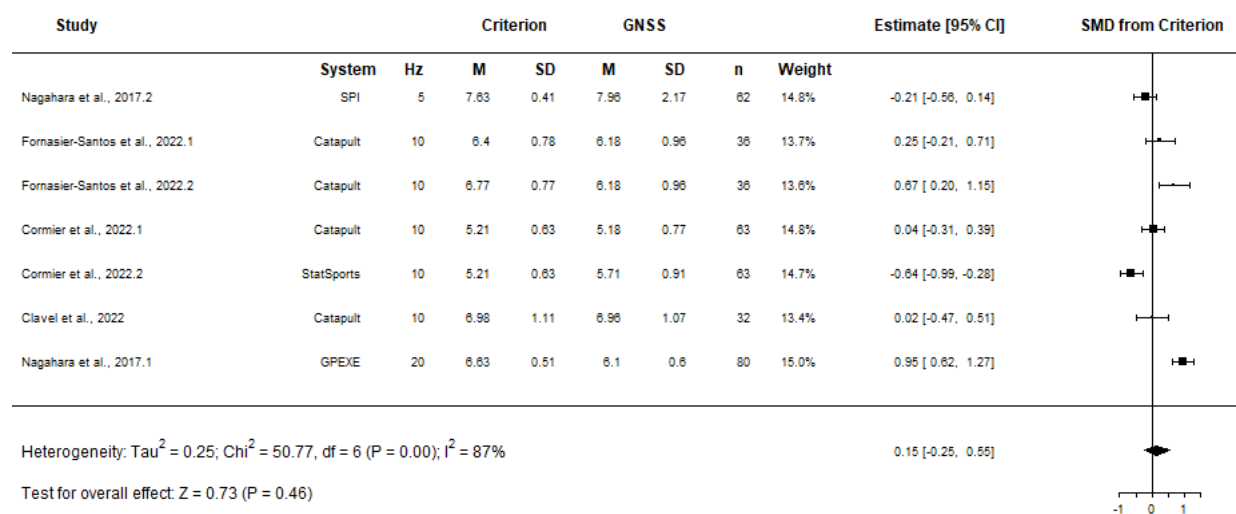 Study Criterion GNSS Estimate [95% CI] SMD from Criterion
System Hz M SD M SD n Weight
Nagahara et al., 2017.2 SPI 5 7.63 0.41 7.96 2.17 62 14.8% -0.21 [-0.56, 0.14]
Fornasier-Santos et al., 2022.1 Catapult 10 6.4 0.78 6.18 0.96 36 13.7% 0.25 [-0.21, 0.71]
Fornasier-Santos et al., 2022.2 Catapult 10 6.77 0.77 6.18 0.96 36 13.6% 0.67 [ 0.20, 1.15]
Cormier et al., 2022.1 Catapult 10 5.21 0.63 5.18 0.77 63 14.8% 0.04 [-0.31, 0.39]
Cormier et al., 2022.2 StatSports 10 5.21 0.63 5.71 0.91 63 14.7% -0.64 [-0.99, -0.28]
Clavel et al., 2022 Catapult 10 6.98 1.11 6.96 1.07 32 13.4% 0.02 [-0.47, 0.51]
Nagahara et al., 2017.1 GPEXE 20 6.63 0.51 6.1 0.6 80 15.0% 0.95 [ 0.62, 1.27]
Heterogeneity: Tau² = 0.25; Chi² = 50.77, df = 6 (P = 0.00); I² = 87% 0.15 [-0.25, 0.55]
Test for overall effect: Z = 0.73 (P = 0.46)
-1 0 1